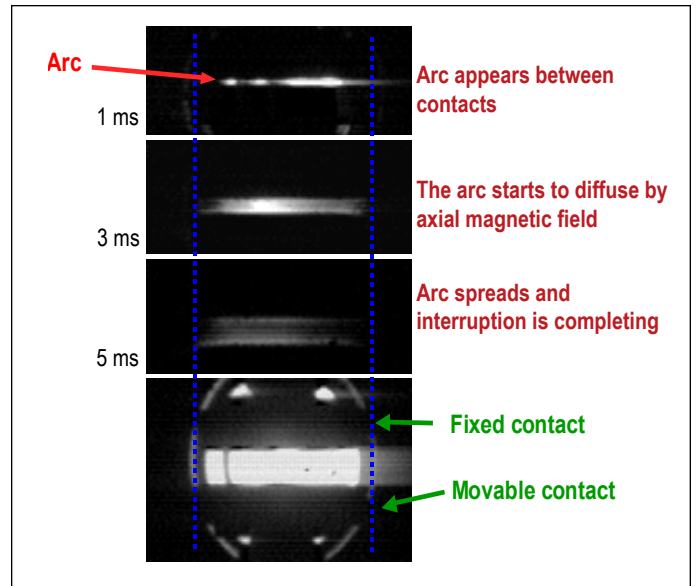 Arc
Arc appears between
contacts
1 ms
The arc starts to diffuse by
axial magnetic field
3 ms
Arc spreads and
interruption is completing
5 ms
Fixed contact
Movable contact